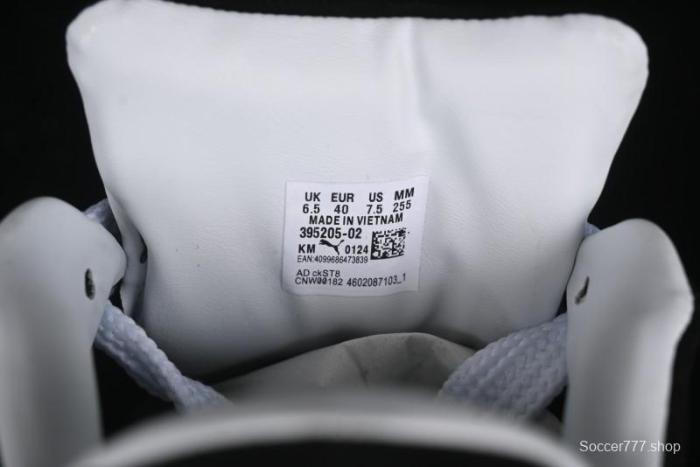 UK EUR US MM
6.5 40 7.5 255
MADE IN VIETNAM
395205-02
KM 0124
EAN:4099686473839
AD ckST8
CNW00182 4602087103_1
Soccer777.shop